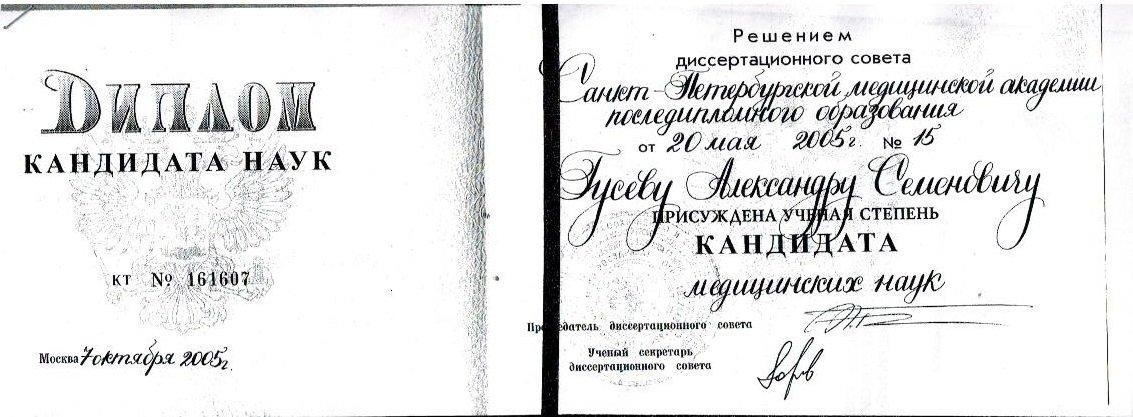 Диплом
КАНДИДАТА НАУК
КТ № 161607
Москва 7 октября 2005г.
Решением
диссертационного совета
Санкт-Петербургской медицинской академии
последипломного образования
от 20 мая 2005г. № 15
Гусеву Александру Семеновичу
ПРИСУЖДЕНА УЧЕНАЯ СТЕПЕНЬ
КАНДИДАТА
медицинских наук
Председатель диссертационного совета
Ученый секретарь
диссертационного совета